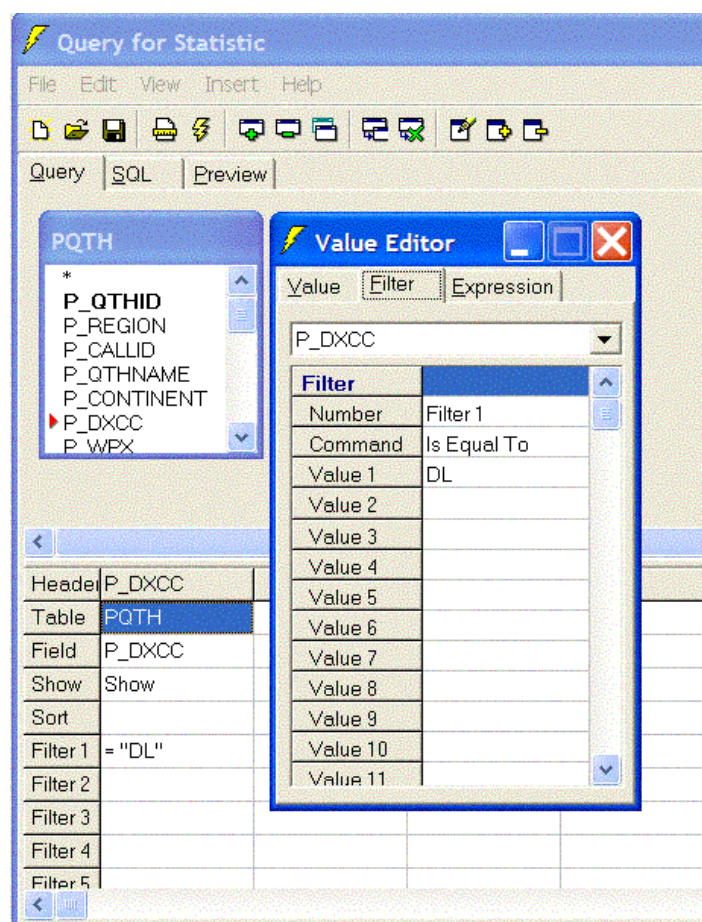 Query for Statistic
File Edit View Insert Help
Query SQL Preview
PQTH
*
P_QTHID
P_REGION
P_CALLID
P_QTHNAME
P_CONTINENT
P_DXCC
P_WPX
Value Editor
Value Filter Expression
P_DXCC
Filter
Number Filter 1
Command Is Equal To
Value 1 DL
Value 2
Value 3
Value 4
Value 5
Value 6
Value 7
Value 8
Value 9
Value 10
Value 11
Header P_DXCC
Table PQTH
Field P_DXCC
Show Show
Sort
Filter 1 = "DL"
Filter 2
Filter 3
Filter 4
Filter 5